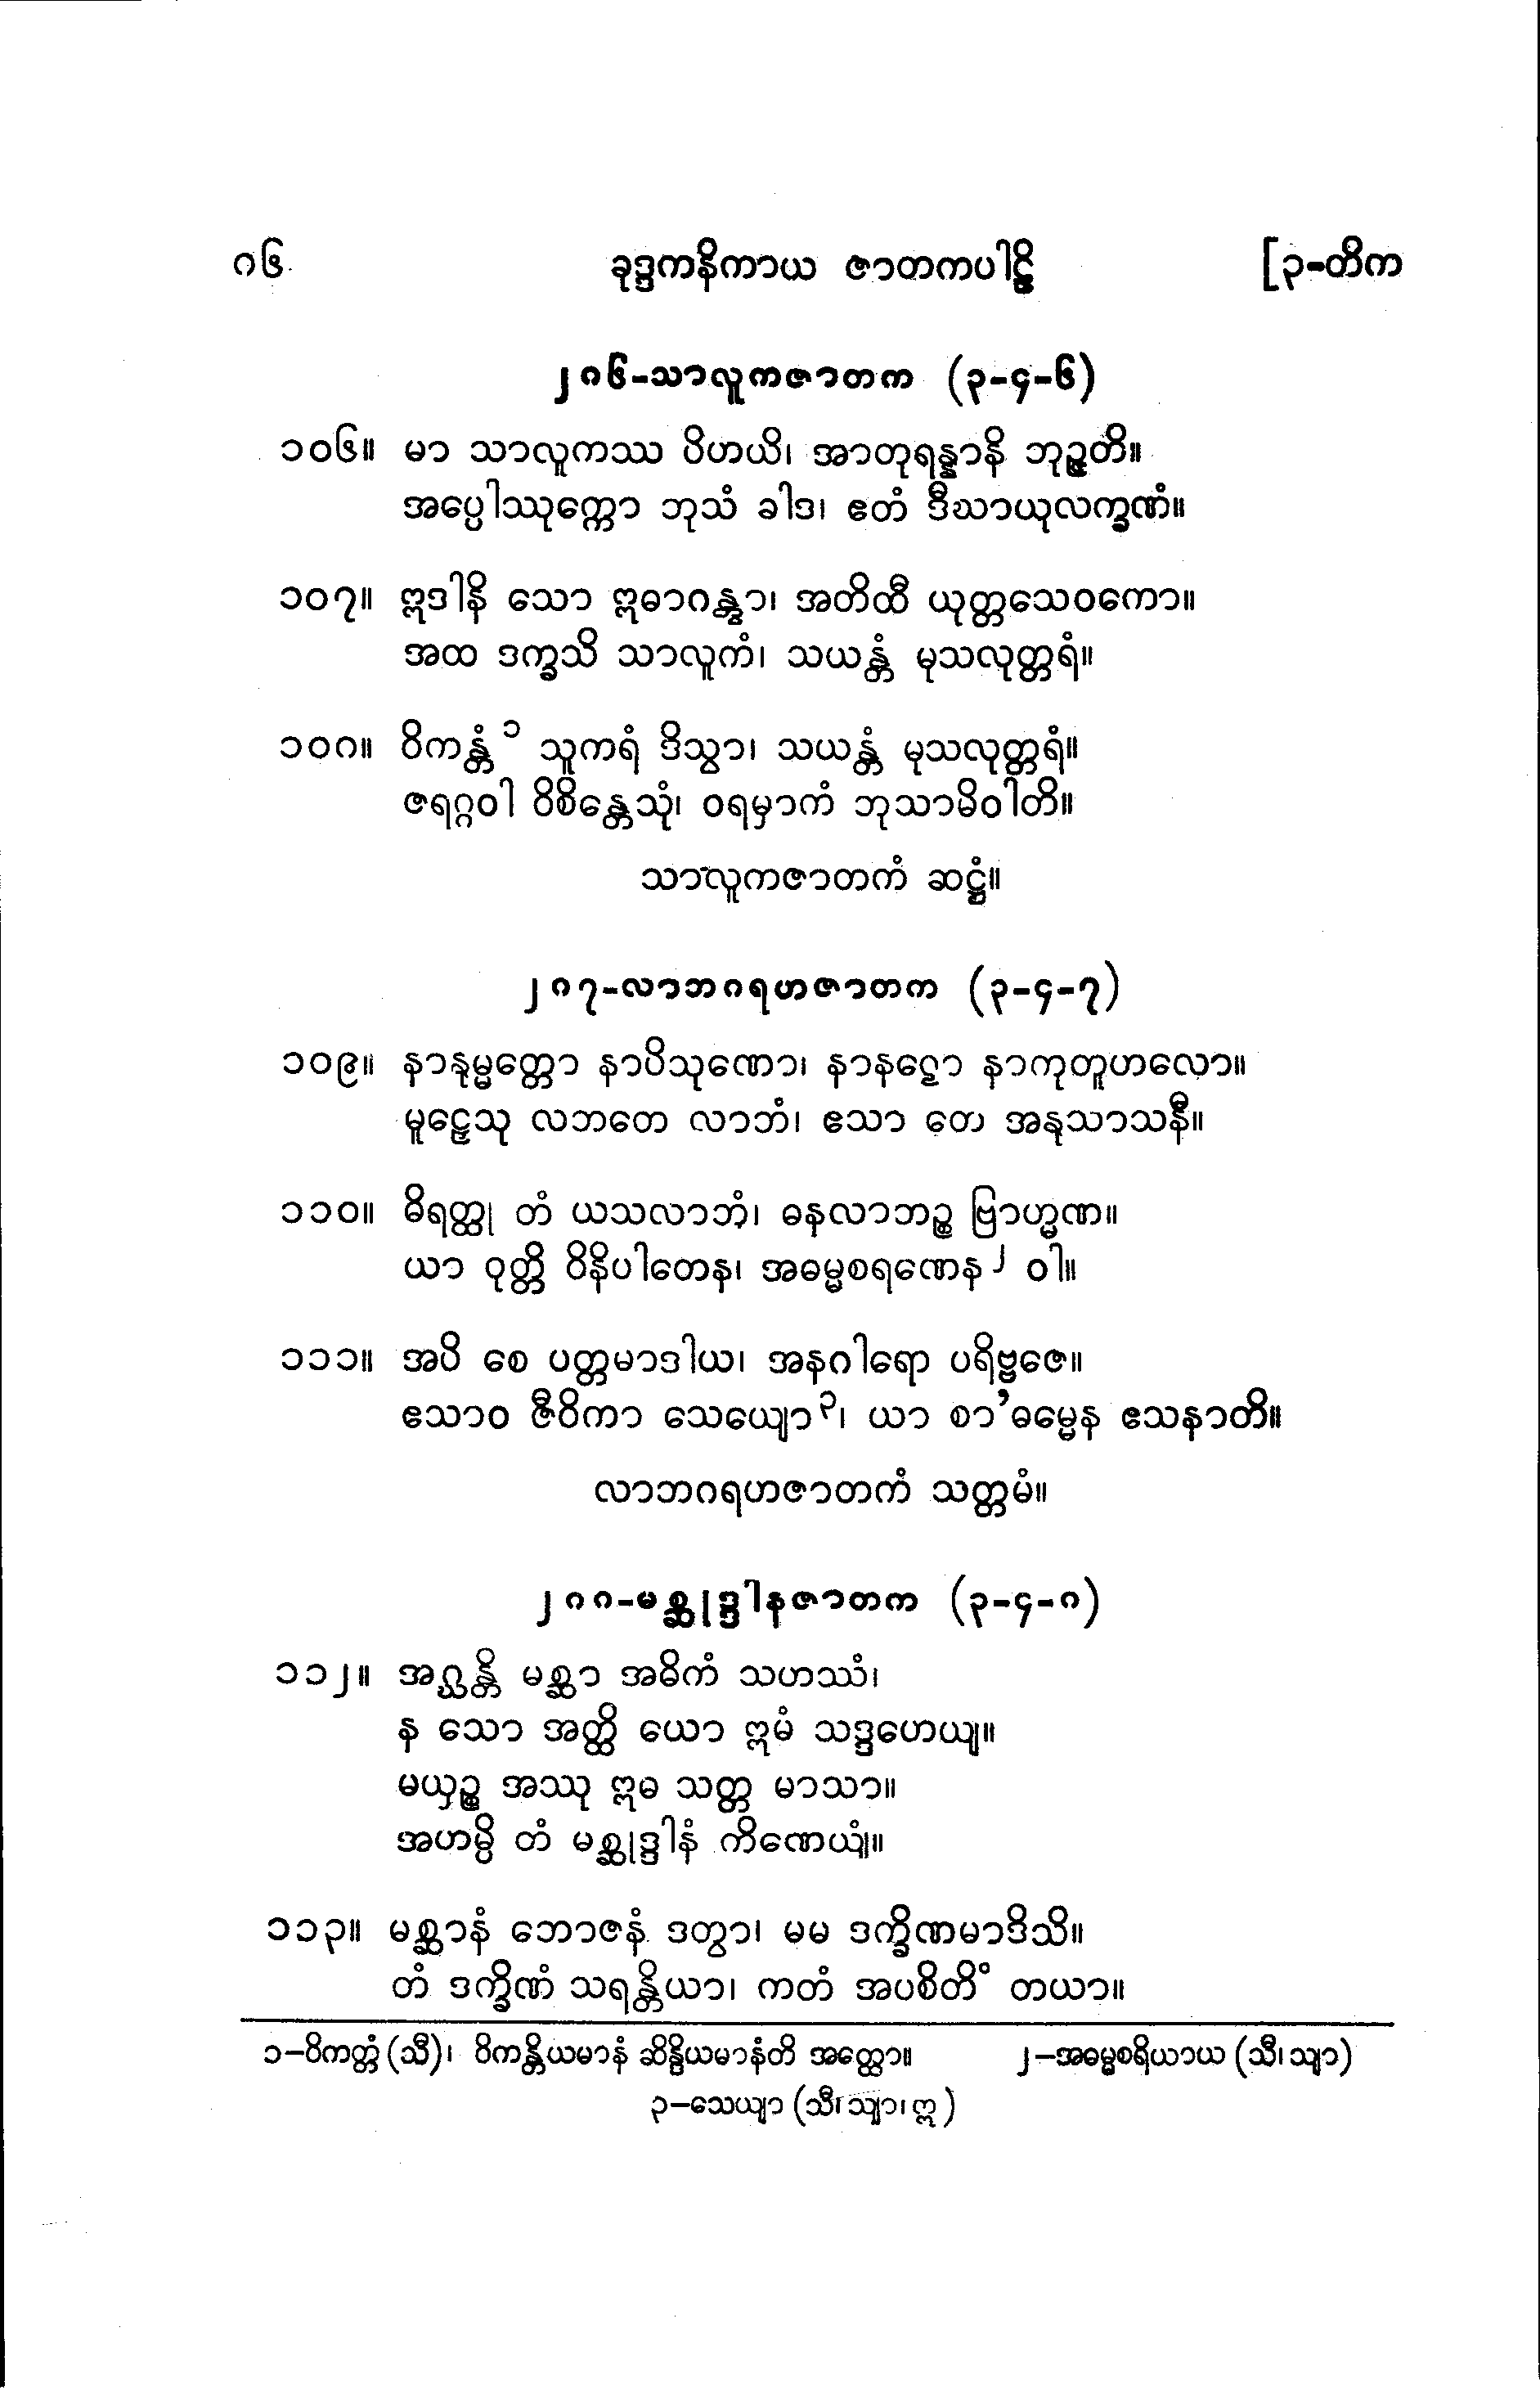 ၈၆ ခုဒ္ဒကနိကာယ ဇာတကပါဠိ [၃-တိက
၂၈၆-သာလူကဇာတက (၃-၄-၆)
၁၀၆။ မာ သာလူကဿ ပိဟယိ၊ အာတုရန္နာနိ ဘုဉ္ဇတိ။
အပ္ပေါဿုက္ကော ဘုသံ ခါဒ၊ ဧတံ ဒီဃာယုလက္ခဏံ။
၁၀၇။ ဣဒါနိ သော ဣဓာဂန္တွာ၊ အတိထီ ယုတ္တသေဝကော။
အထ ဒက္ခသိ သာလူကံ၊ သယန္တံ မုသလုတ္တရံ။
၁၀၈။ ဝိကန္တံ ၁ သူကရံ ဒိသွာ၊ သယန္တံ မုသလုတ္တရံ။
ဇရဂ္ဂဝါ ဝိစိန္တေသုံ၊ ဝရမှာကံ ဘုသာမိဝါတိ။
သာလူကဇာတကံ ဆဋ္ဌံ။
၂၈၇-လာဘဂရဟဇာတက (၃-၄-၇)
၁၀၉။ နာနုမ္မတ္တော နာပိသုဏော၊ နာနဋော နာကုတူဟလော။
မူဠှေသု လဘတေ လာဘံ၊ ဧသာ တေ အနုသာသနီ။
၁၁၀။ ဓိရတ္ထု တံ ယသလာဘံ၊ ဓနလာဘဉ္စ ဗြာဟ္မဏ။
ယာ ဝုတ္တိ ဝိနိပါတေန၊ အဓမ္မစရဏေန ၂ ဝါ။
၁၁၁။ အပိ စေ ပတ္တမာဒါယ၊ အနဂါရော ပရိဗ္ဗဇေ။
ဧသာဝ ဇီဝိကာ သေယျော ၃၊ ယာ စာ’ဓမ္မေန ဧသနာတိ။
လာဘဂရဟဇာတကံ သတ္တမံ။
၂၈၈-မစ္ဆုဒ္ဒါနဇာတက (၃-၄-၈)
၁၁၂။ အဂ္ဃန္တိ မစ္ဆာ အဓိကံ သဟဿံ၊
န သော အတ္ထိ ယော ဣမံ သဒ္ဒဟေယျ။
မယှဉ္စ အဿု ဣဓ သတ္တ မာသာ။
အဟမ္ပိ တံ မစ္ဆုဒ္ဒါနံ ကိဏေယျံ။
၁၁၃။ မစ္ဆာနံ ဘောဇနံ ဒတွာ၊ မမ ဒက္ခိဏမာဒိသိ။
တံ ဒက္ခိဏံ သရန္တိယာ၊ ကတံ အပစိတိံ တယာ။
၁-ဝိကတ္တံ (သီ)၊ ဝိကန္တိယမာနံ ဆိန္ဒိယမာနံတိ အတ္ထော။ ၂-အဓမ္မစရိယာယ (သီ၊ သျာ)
၃-သေယျာ (သီ၊ သျာ၊ ဣ)